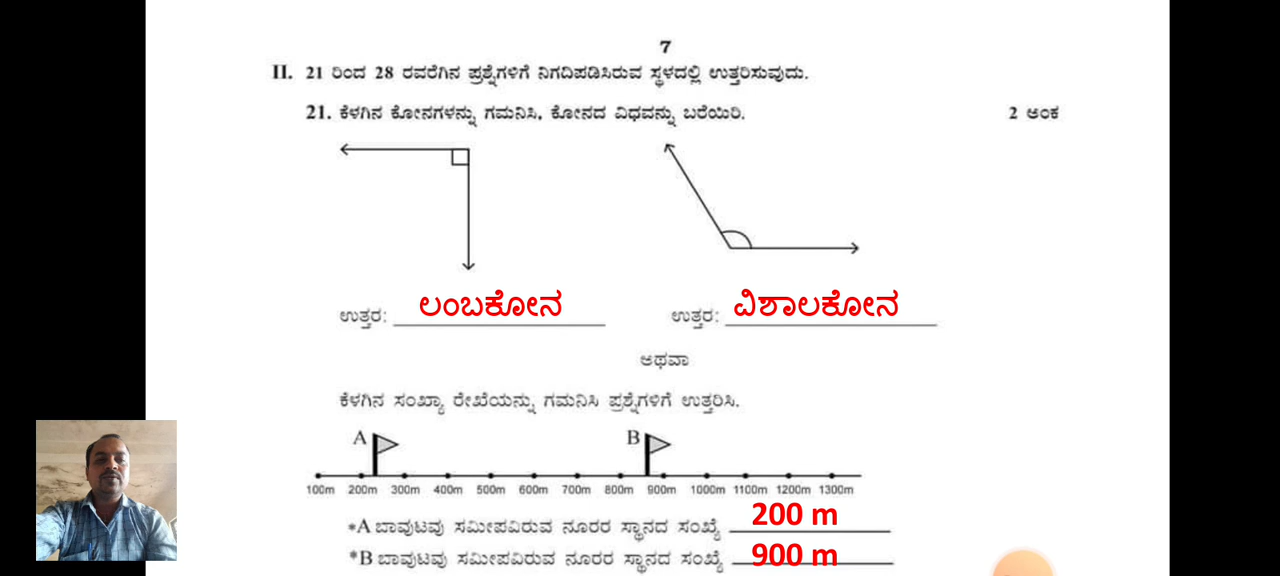 7
II. 21 ರಿಂದ 28 ರವರೆಗಿನ ಪ್ರಶ್ನೆಗಳಿಗೆ ನಿಗದಿಪಡಿಸಿರುವ ಸ್ಥಳದಲ್ಲಿ ಉತ್ತರಿಸುವುದು.
21. ಕೆಳಗಿನ ಕೋನಗಳನ್ನು ಗಮನಿಸಿ, ಕೋನದ ವಿಧವನ್ನು ಬರೆಯಿರಿ. 2 ಅಂಕ
ಉತ್ತರ: ಲಂಬಕೋನ ಉತ್ತರ: ವಿಶಾಲಕೋನ
ಅಥವಾ
ಕೆಳಗಿನ ಸಂಖ್ಯಾ ರೇಖೆಯನ್ನು ಗಮನಿಸಿ ಪ್ರಶ್ನೆಗಳಿಗೆ ಉತ್ತರಿಸಿ.
A B
100m 200m 300m 400m 500m 600m 700m 800m 900m 1000m 1100m 1200m 1300m
*A ಬಾವುಟವು ಸಮೀಪವಿರುವ ನೂರರ ಸ್ಥಾನದ ಸಂಖ್ಯೆ 200 m
*B ಬಾವುಟವು ಸಮೀಪವಿರುವ ನೂರರ ಸ್ಥಾನದ ಸಂಖ್ಯೆ 900 m